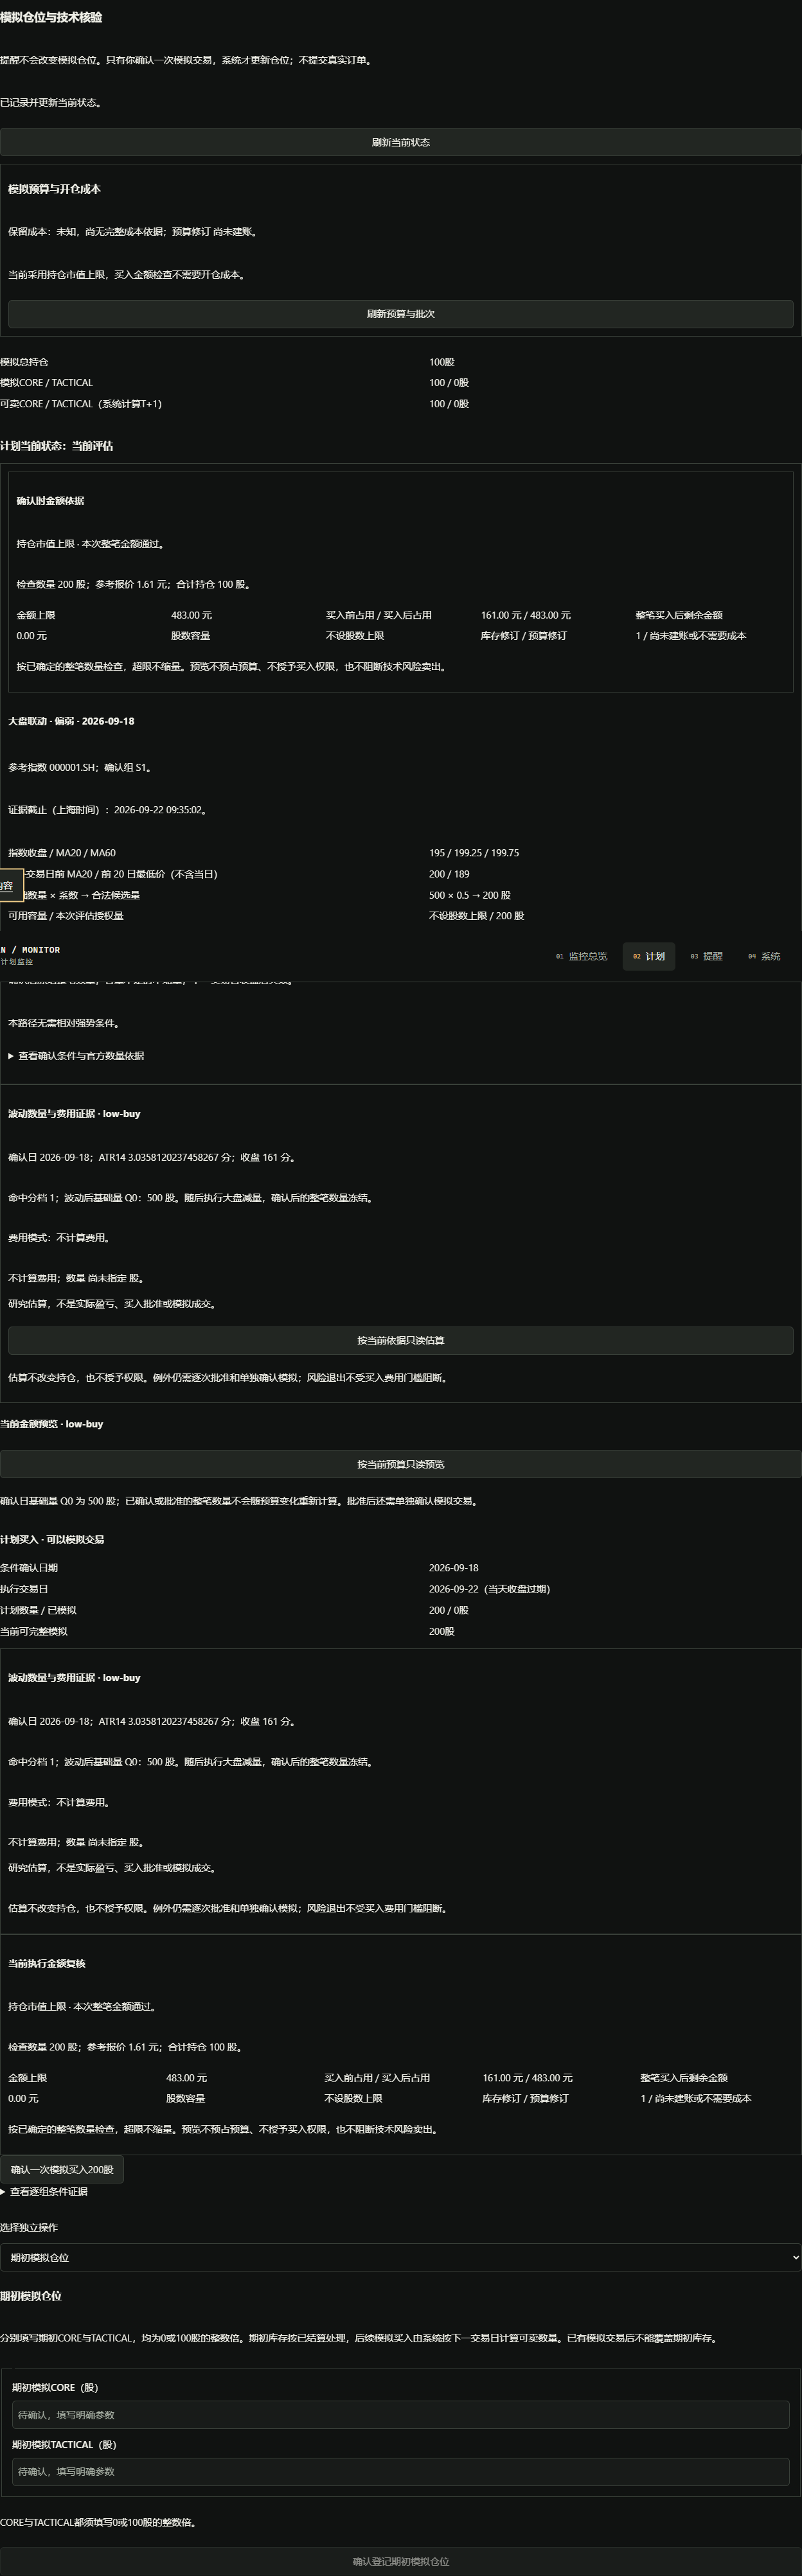 模拟仓位与技术核验
提醒不会改变模拟仓位。只有你确认一次模拟交易，系统才更新仓位；不提交真实订单。
已记录并更新当前状态。
刷新当前状态
模拟预算与开仓成本
保留成本：未知，尚无完整成本依据；预算修订 尚未建账。
当前采用持仓市值上限，买入金额检查不需要开仓成本。
刷新预算与批次
模拟总持仓 100股
模拟CORE / TACTICAL 100 / 0股
可卖CORE / TACTICAL（系统计算T+1） 100 / 0股
计划当前状态：当前评估
确认时金额依据
持仓市值上限 · 本次整笔金额通过。
检查数量 200 股；参考报价 1.61 元；合计持仓 100 股。
金额上限 483.00 元 买入前占用 / 买入后占用 161.00 元 / 483.00 元 整笔买入后剩余金额
0.00 元 股数容量 不设股数上限 库存修订 / 预算修订 1 / 尚未建账或不需要成本
按已确定的整笔数量检查，超限不缩量。预览不预占预算、不授予买入权限，也不阻断技术风险卖出。
大盘联动 · 偏弱 · 2026-09-18
参考指数 000001.SH；确认组 S1。
证据截止（上海时间）：2026-09-22 09:35:02。
指数收盘 / MA20 / MA60 195 / 199.25 / 199.75
交易日前 MA20 / 前 20 日最低价（不含当日） 200 / 189
内容
数量 × 系数 → 合法候选量 500 × 0.5 → 200 股
可用容量 / 本次评估授权量 不设股数上限 / 200 股
N / MONITOR
计划监控
01 监控总览 02 计划 03 提醒 04 系统
本路径无需相对强势条件。
▶ 查看确认条件与官方数量依据
波动数量与费用证据 · low-buy
确认日 2026-09-18；ATR14 3.0358120237458267 分；收盘 161 分。
命中分档 1；波动后基础量 Q0：500 股。随后执行大盘减量，确认后的整笔数量冻结。
费用模式：不计算费用。
不计算费用；数量 尚未指定 股。
研究估算，不是实际盈亏、买入批准或模拟成交。
按当前依据只读估算
估算不改变持仓，也不授予权限。例外仍需逐次批准和单独确认模拟；风险退出不受买入费用门槛阻断。
当前金额预览 · low-buy
按当前预算只读预览
确认日基础量 Q0 为 500 股；已确认或批准的整笔数量不会随预算变化重新计算。批准后还需单独确认模拟交易。
计划买入 · 可以模拟交易
条件确认日期 2026-09-18
执行交易日 2026-09-22（当天收盘过期）
计划数量 / 已模拟 200 / 0股
当前可完整模拟 200股
波动数量与费用证据 · low-buy
确认日 2026-09-18；ATR14 3.0358120237458267 分；收盘 161 分。
命中分档 1；波动后基础量 Q0：500 股。随后执行大盘减量，确认后的整笔数量冻结。
费用模式：不计算费用。
不计算费用；数量 尚未指定 股。
研究估算，不是实际盈亏、买入批准或模拟成交。
估算不改变持仓，也不授予权限。例外仍需逐次批准和单独确认模拟；风险退出不受买入费用门槛阻断。
当前执行金额复核
持仓市值上限 · 本次整笔金额通过。
检查数量 200 股；参考报价 1.61 元；合计持仓 100 股。
金额上限 483.00 元 买入前占用 / 买入后占用 161.00 元 / 483.00 元 整笔买入后剩余金额
0.00 元 股数容量 不设股数上限 库存修订 / 预算修订 1 / 尚未建账或不需要成本
按已确定的整笔数量检查，超限不缩量。预览不预占预算、不授予买入权限，也不阻断技术风险卖出。
确认一次模拟买入200股
▶ 查看逐组条件证据
选择独立操作
期初模拟仓位
期初模拟仓位
分别填写期初CORE与TACTICAL，均为0或100股的整数倍。期初库存按已结算处理，后续模拟买入由系统按下一交易日计算可卖数量。已有模拟交易后不能覆盖期初库存。
期初模拟CORE（股）
待确认，填写明确参数
期初模拟TACTICAL（股）
待确认，填写明确参数
CORE与TACTICAL都须填写0或100股的整数倍。
确认登记期初模拟仓位